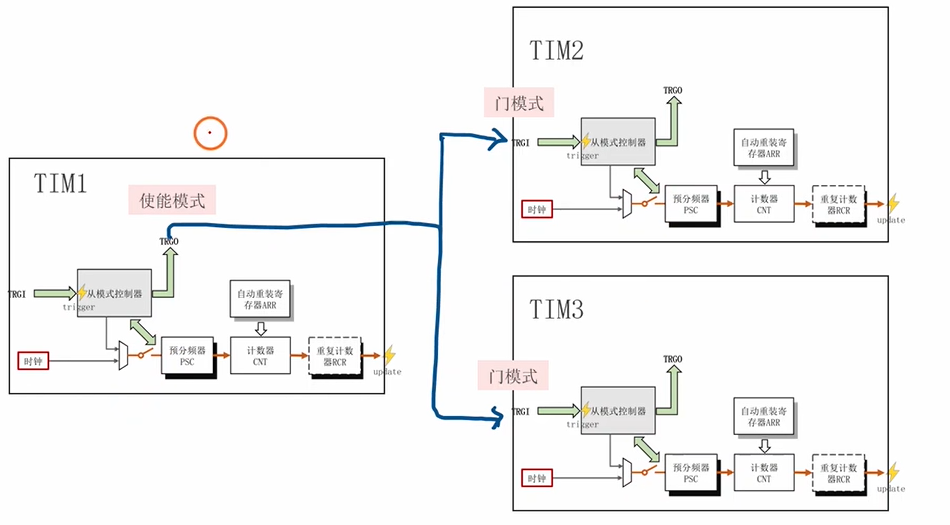 TIM1
使能模式
TRGO
TRGI
从模式控制器
trigger
自动重装寄
存器ARR
时钟
预分频器
PSC
计数器
CNT
重复计数
器RCR
update
TIM2
门模式
TRGO
TRGI
从模式控制器
trigger
自动重装寄
存器ARR
时钟
预分频器
PSC
计数器
CNT
重复计数
器RCR
update
TIM3
门模式
TRGO
TRGI
从模式控制器
trigger
自动重装寄
存器ARR
时钟
预分频器
PSC
计数器
CNT
重复计数
器RCR
update